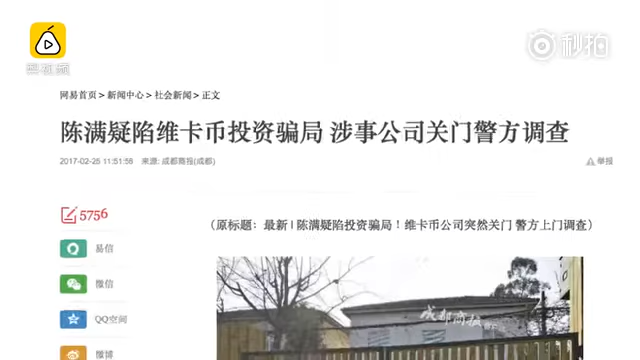 梨视频
秒拍
网易首页 > 新闻中心 > 社会新闻 > 正文
陈满疑陷维卡币投资骗局 涉事公司关门警方调查
2017-02-25 11:51:58 来源: 成都商报(成都)
举报
5756
(原标题：最新 | 陈满疑陷投资骗局！维卡币公司突然关门 警方上门调查)
易信
微信
QQ空间
微博
成都商报